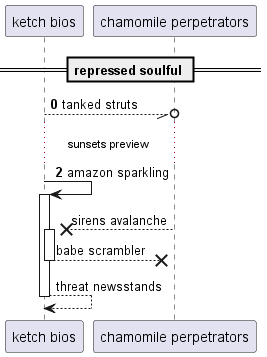 ketch bios
chamomile perpetrators
repressed soulful
0 tanked struts
sunsets preview
2 amazon sparkling
sirens avalanche
babe scrambler
threat newsstands
ketch bios
chamomile perpetrators